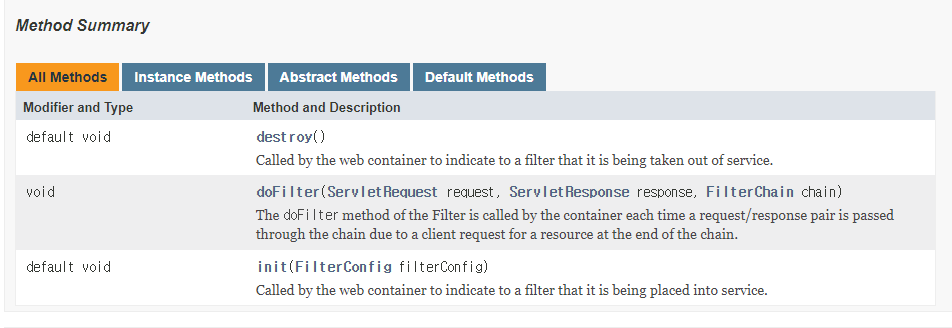 Method Summary
All Methods Instance Methods Abstract Methods Default Methods
Modifier and Type Method and Description
default void destroy()
Called by the web container to indicate to a filter that it is being taken out of service.
void doFilter(ServletRequest request, ServletResponse response, FilterChain chain)
The doFilter method of the Filter is called by the container each time a request/response pair is passed
through the chain due to a client request for a resource at the end of the chain.
default void init(FilterConfig filterConfig)
Called by the web container to indicate to a filter that it is being placed into service.